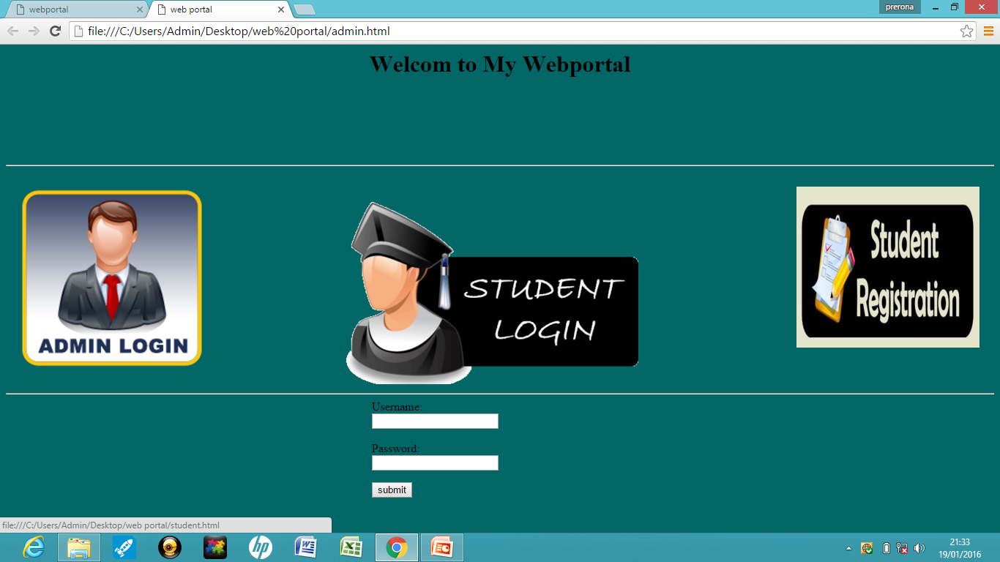 webportal
web portal
prerona
file:///C:/Users/Admin/Desktop/web%20portal/admin.html
Welcom to My Webportal
ADMIN LOGIN
STUDENT
LOGIN
Student
Registration
Username:
Password:
submit
file:///C:/Users/Admin/Desktop/web portal/student.html
21:33
19/01/2016